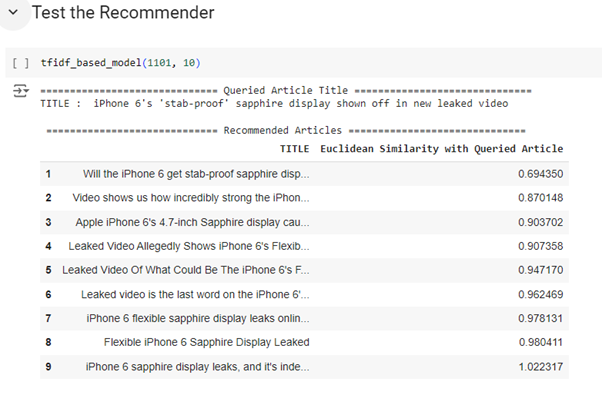 Test the Recommender
[ ] tfidf_based_model(1101, 10)
============================== Queried Article Title ==============================
TITLE :  iPhone 6's 'stab-proof' sapphire display shown off in new leaked video
============================== Recommended Articles ==============================
TITLE Euclidean Similarity with Queried Article
1 Will the iPhone 6 get stab-proof sapphire disp... 0.694350
2 Video shows us how incredibly strong the iPhon... 0.870148
3 Apple iPhone 6's 4.7-inch Sapphire display cau... 0.903702
4 Leaked Video Allegedly Shows iPhone 6's Flexib... 0.907358
5 Leaked Video Of What Could Be The iPhone 6's F... 0.947170
6 Leaked video is the last word on the iPhone 6'... 0.962469
7 iPhone 6 flexible sapphire display leaks onlin... 0.978131
8 Flexible iPhone 6 Sapphire Display Leaked 0.980411
9 iPhone 6 sapphire display leaks, and it's inde... 1.022317